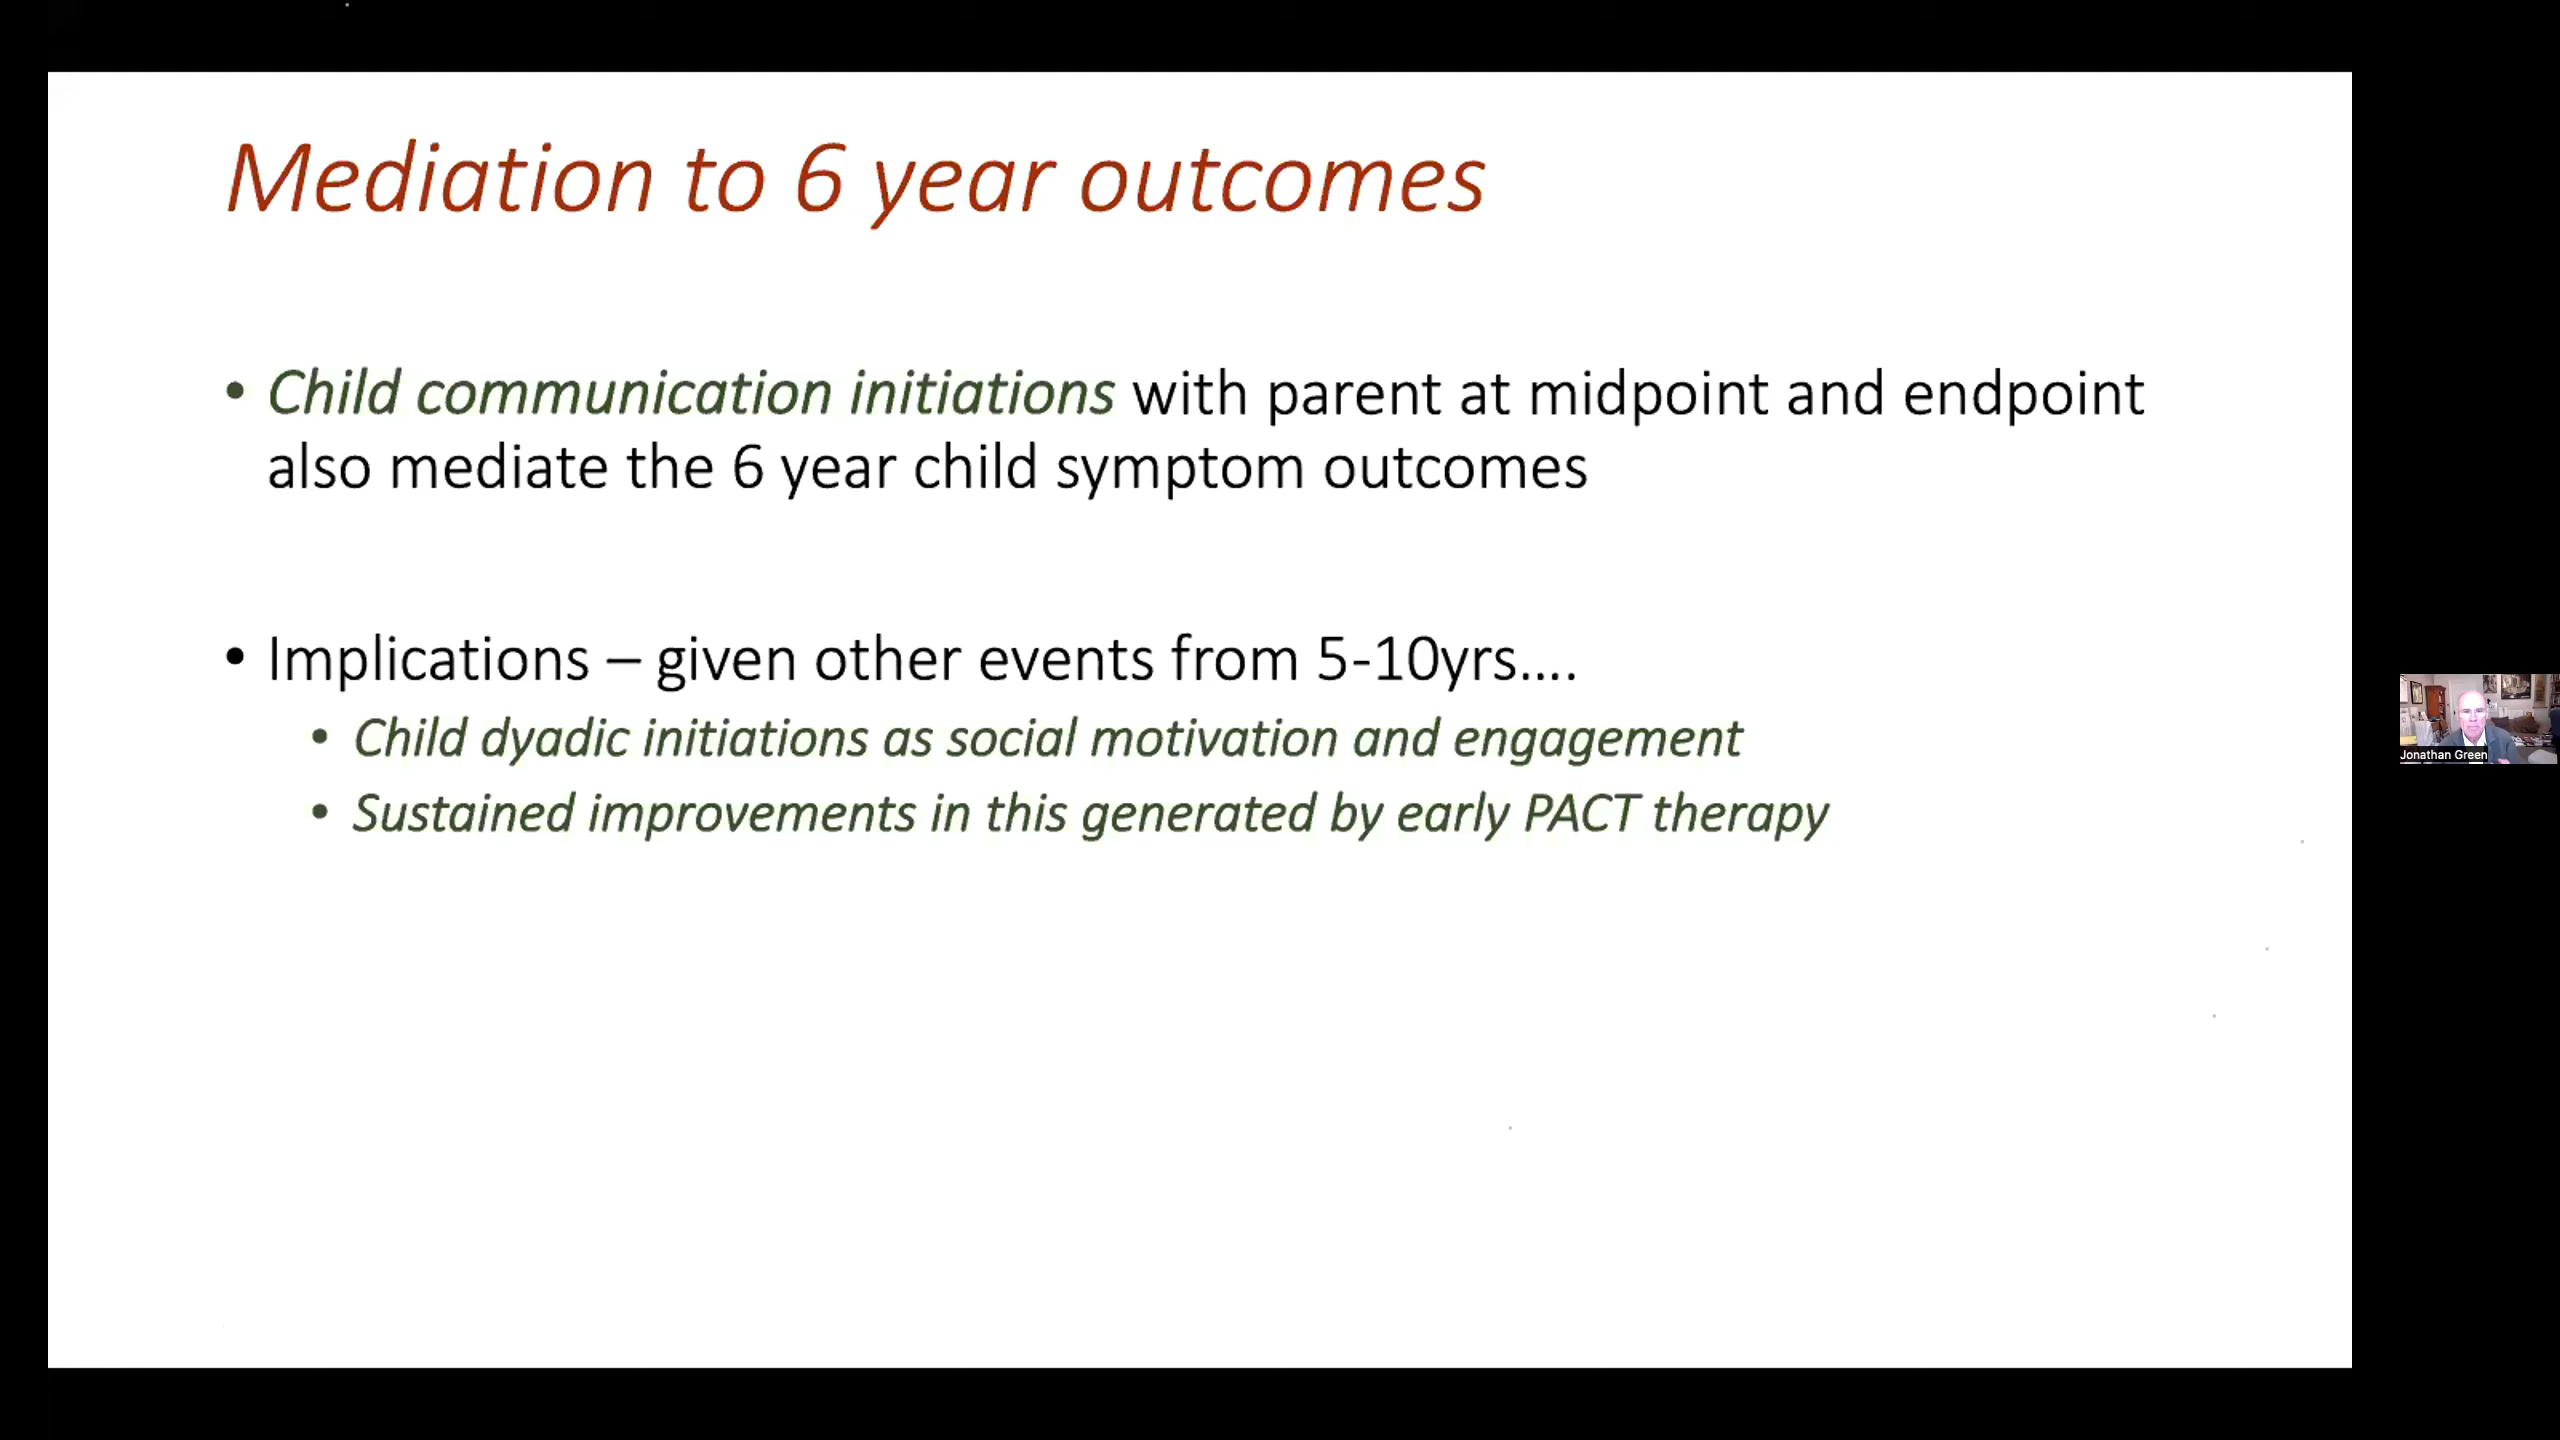 Mediation to 6 year outcomes
• Child communication initiations with parent at midpoint and endpoint
also mediate the 6 year child symptom outcomes
• Implications – given other events from 5-10yrs....
• Child dyadic initiations as social motivation and engagement
• Sustained improvements in this generated by early PACT therapy
Jonathan Green